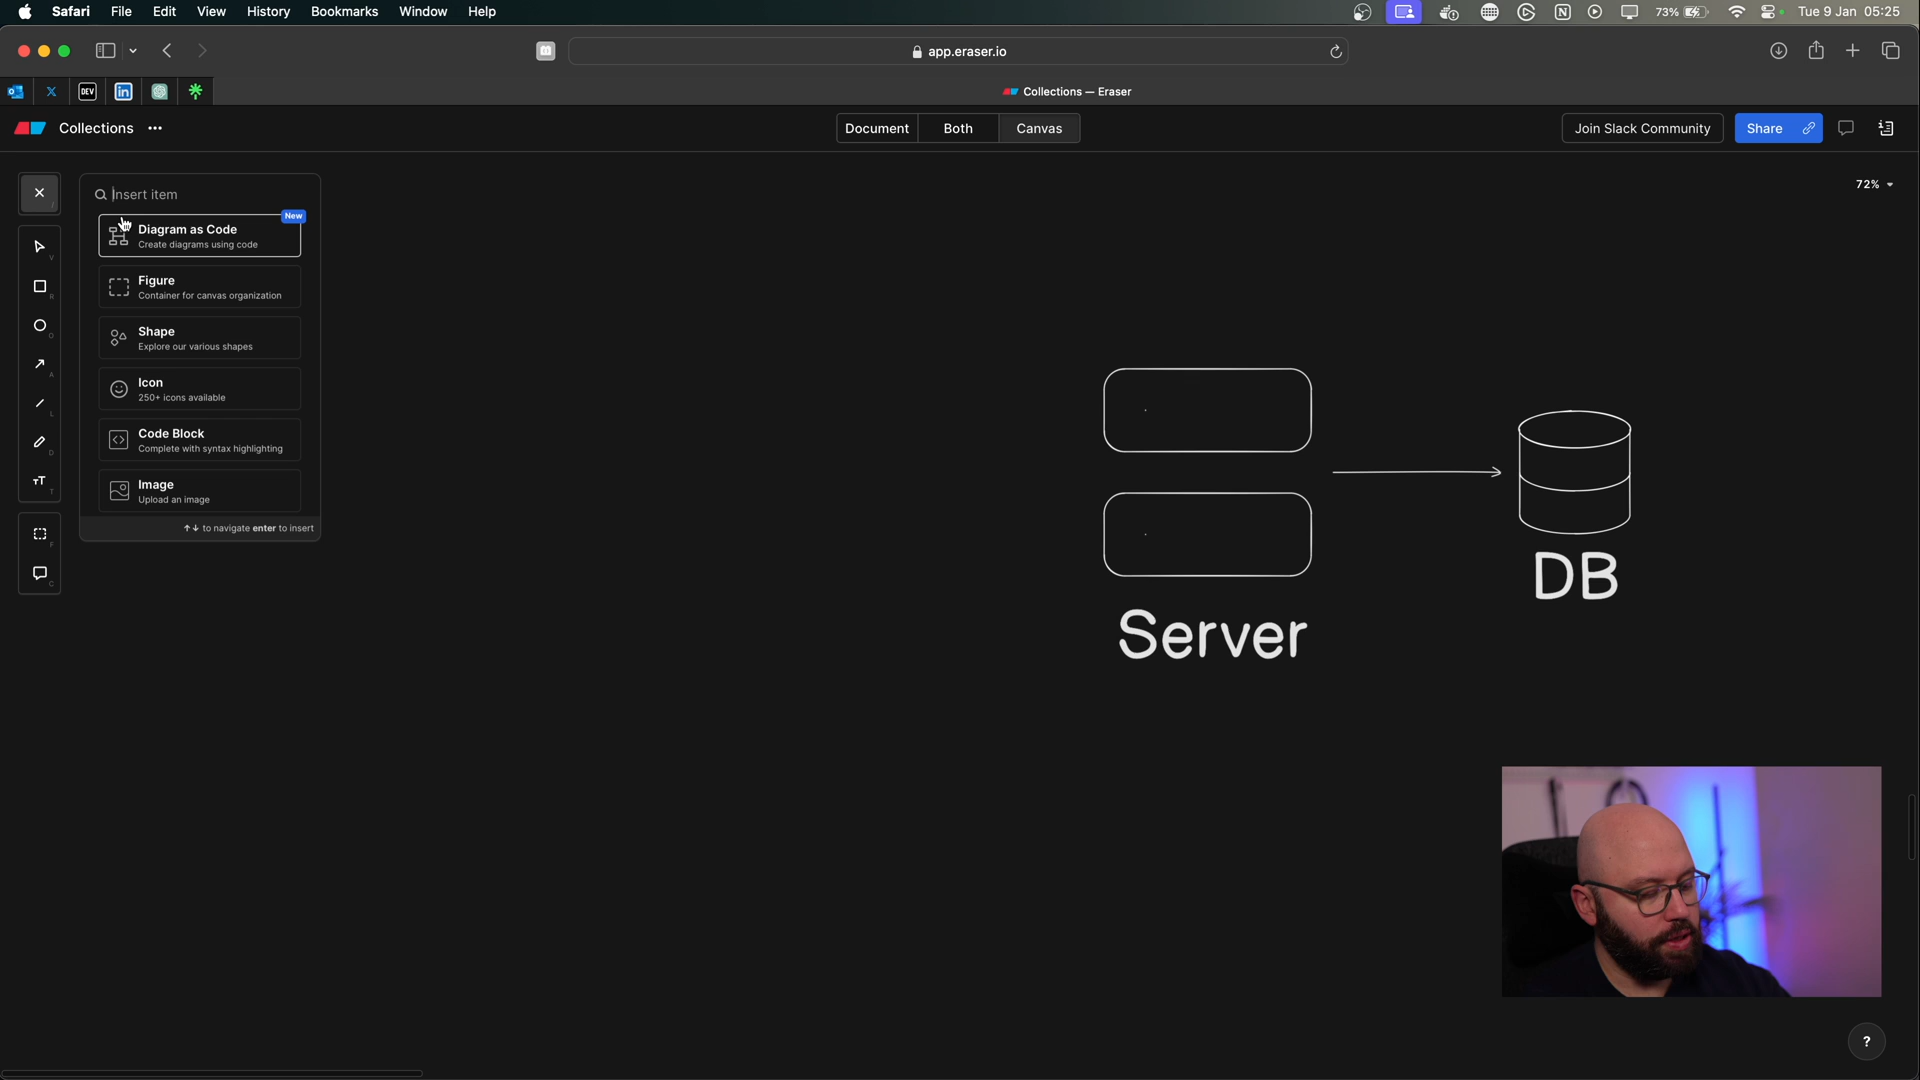 Safari File Edit View History Bookmarks Window Help
73% Tue 9 Jan 05:25
app.eraser.io
DEV
Collections — Eraser
Collections
Document Both Canvas
Join Slack Community
Share
72%
Insert item
New
Diagram as Code
Create diagrams using code
Figure
Container for canvas organization
Shape
Explore our various shapes
Icon
250+ icons available
Code Block
Complete with syntax highlighting
Image
Upload an image
to navigate enter to insert
V
R
O
A
L
D
T
F
C
DB
Server
?